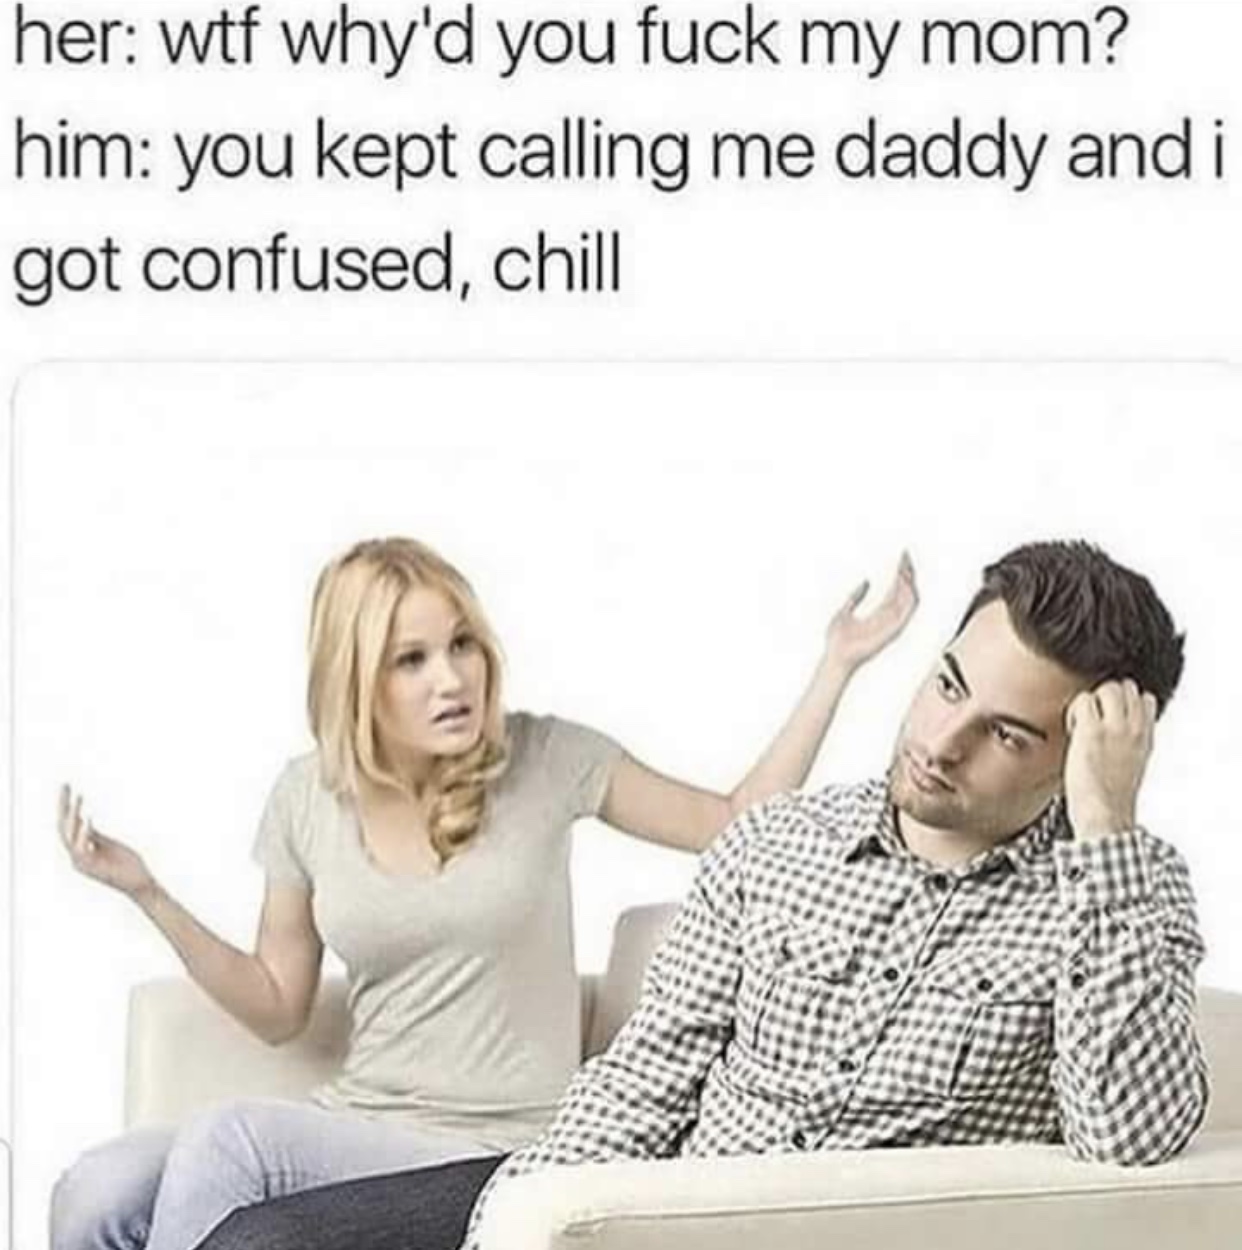 her: wtf why'd you fuck my mom?
him: you kept calling me daddy and i
got confused, chill